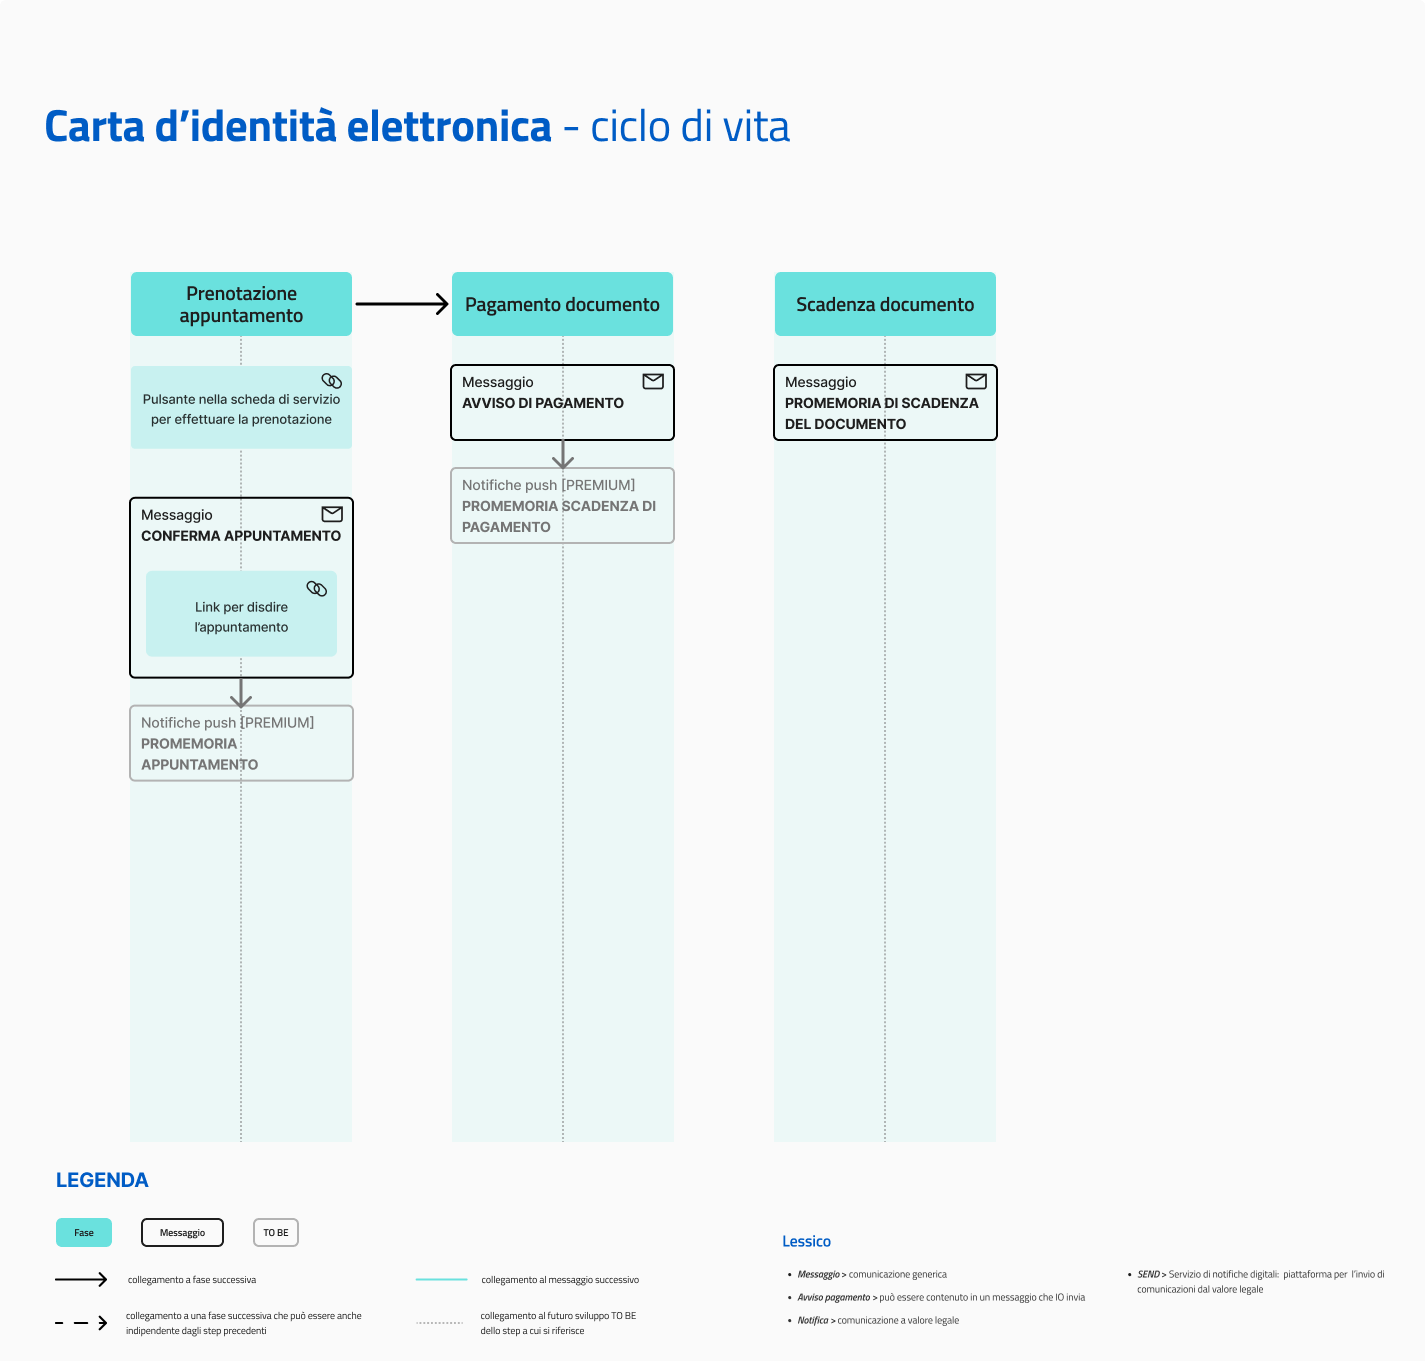 Carta d’identità elettronica - ciclo di vita
Prenotazione
appuntamento
Pulsante nella scheda di servizio
per effettuare la prenotazione
Messaggio
CONFERMA APPUNTAMENTO
Link per disdire
l’appuntamento
Notifiche push [PREMIUM]
PROMEMORIA
APPUNTAMENTO
Pagamento documento
Messaggio
AVVISO DI PAGAMENTO
Notifiche push [PREMIUM]
PROMEMORIA SCADENZA DI
PAGAMENTO
Scadenza documento
Messaggio
PROMEMORIA DI SCADENZA
DEL DOCUMENTO
LEGENDA
Fase
Messaggio
TO BE
collegamento a fase successiva
collegamento al messaggio successivo
collegamento a una fase successiva che può essere anche
indipendente dagli step precedenti
collegamento al futuro sviluppo TO BE
dello step a cui si riferisce
Lessico
• Messaggio > comunicazione generica
• Avviso pagamento > può essere contenuto in un messaggio che IO invia
• Notifica > comunicazione a valore legale
• SEND > Servizio di notifiche digitali: piattaforma per l’invio di
comunicazioni dal valore legale